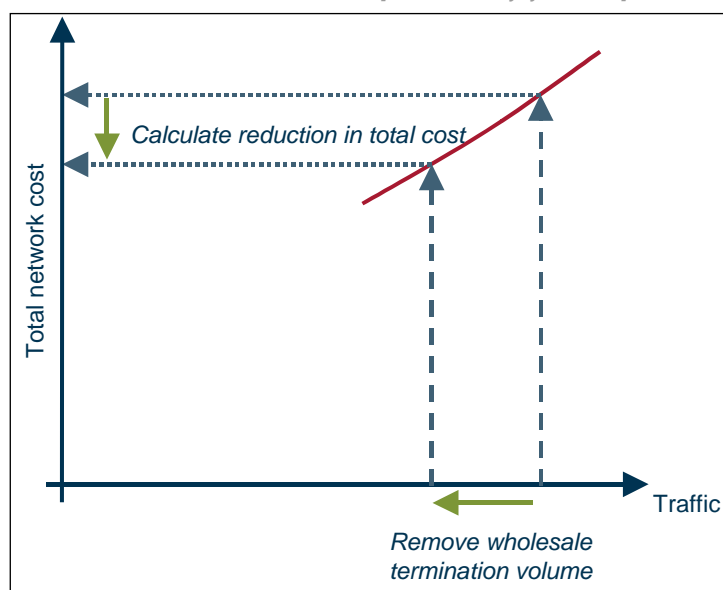 Calculate reduction in total cost
Total network cost
Traffic
Remove wholesale
termination volume